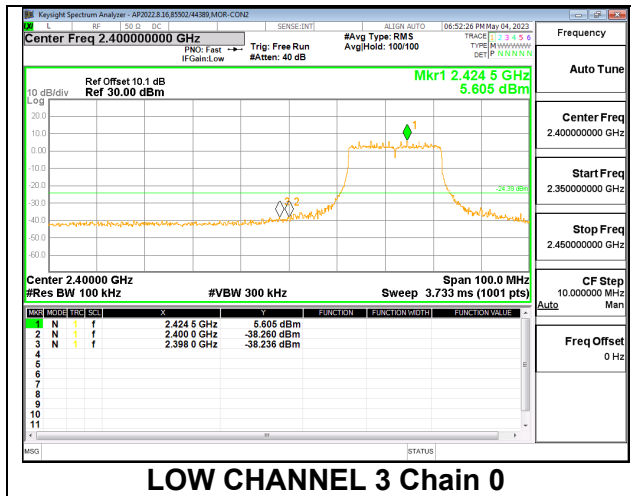 Keysight Spectrum Analyzer - AP2022.8.16,85502/44389,MOR-CON2
L RF 50 Ω DC SENSE:INT ALIGN AUTO 06:52:26 PM May 04, 2023
Center Freq 2.400000000 GHz
PNO: Fast
IFGain:Low
Trig: Free Run
#Atten: 40 dB
#Avg Type: RMS
Avg|Hold: 100/100
TRACE 1 2 3 4 5 6
TYPE M WWWWW
DET P N N N N N
Frequency
Auto Tune
Center Freq
2.400000000 GHz
Start Freq
2.350000000 GHz
Stop Freq
2.450000000 GHz
CF Step
10.000000 MHz
Auto Man
Freq Offset
0 Hz
Mkr1 2.424 5 GHz
5.605 dBm
Ref Offset 10.1 dB
10 dB/div Ref 30.00 dBm
Log
20.0
10.0
0.00
-10.0
-20.0
-30.0
-40.0
-50.0
-60.0
1
2
-24.39 dBm
Center 2.40000 GHz Span 100.0 MHz
#Res BW 100 kHz #VBW 300 kHz Sweep 3.733 ms (1001 pts)
MKR MODE TRC SCL X Y FUNCTION FUNCTION WIDTH FUNCTION VALUE
1 N 1 f 2.424 5 GHz 5.605 dBm
2 N 1 f 2.400 0 GHz -38.260 dBm
3 N 1 f 2.398 0 GHz -38.236 dBm
4
5
6
7
8
9
10
11
MSG STATUS
LOW CHANNEL 3 Chain 0